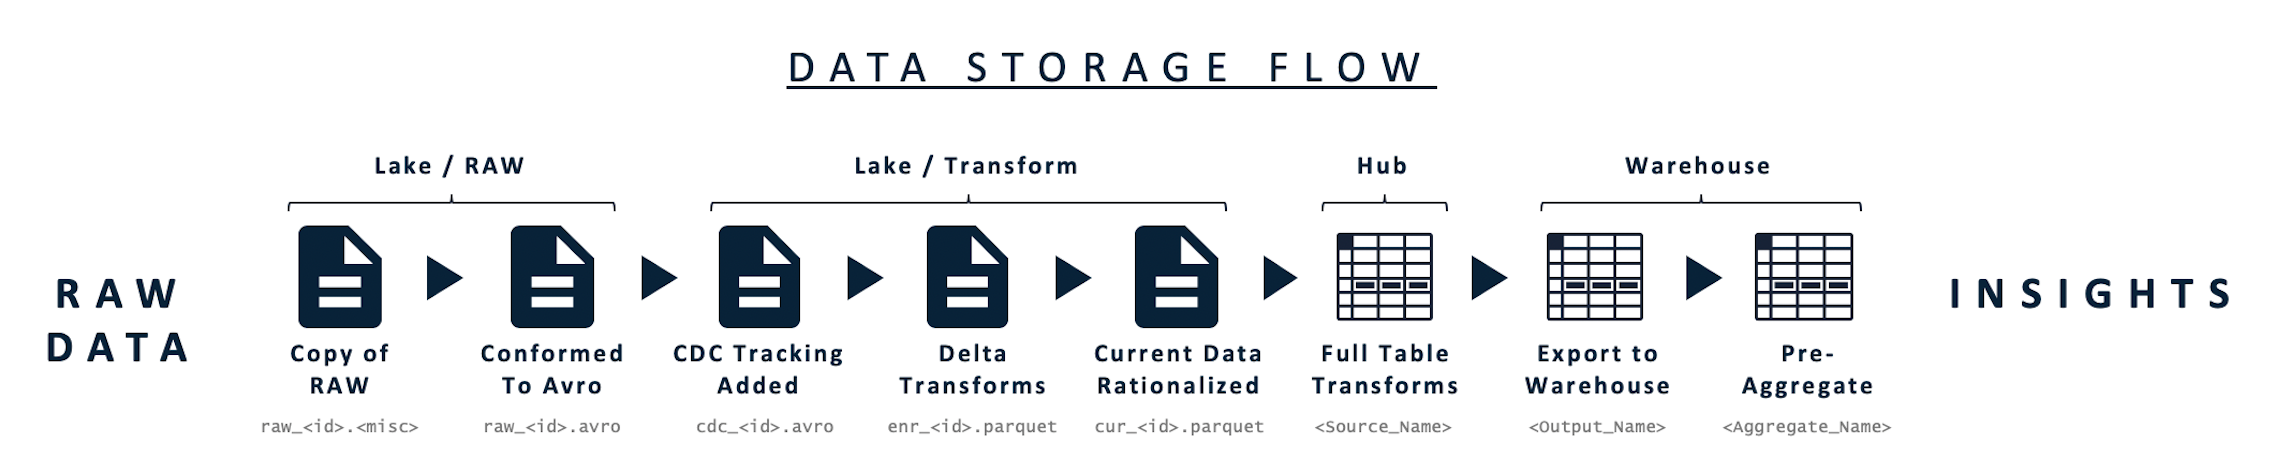 DATA STORAGE FLOW
Lake / RAW
Lake / Transform
Hub
Warehouse
RAW
DATA
Copy of
RAW
raw_<id>.<misc>
Conformed
To Avro
raw_<id>.avro
CDC Tracking
Added
cdc_<id>.avro
Delta
Transforms
enr_<id>.parquet
Current Data
Rationalized
cur_<id>.parquet
Full Table
Transforms
<Source_Name>
Export to
Warehouse
<Output_Name>
Pre-
Aggregate
<Aggregate_Name>
INSIGHTS